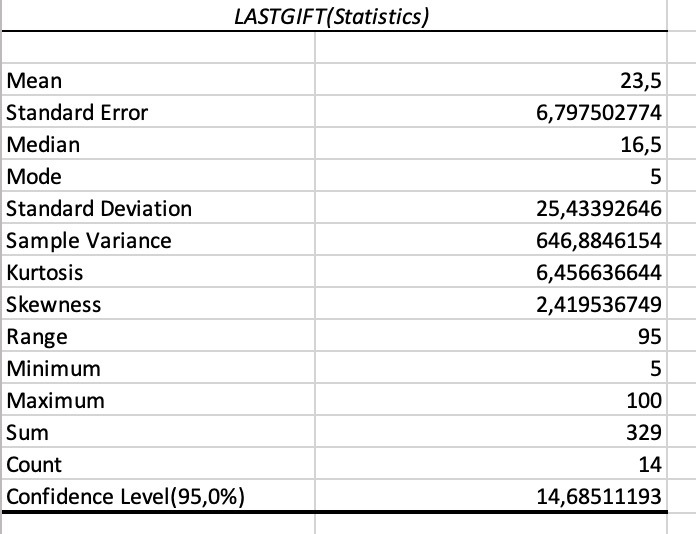 LASTGIFT(Statistics)
Mean 23,5
Standard Error 6,797502774
Median 16,5
Mode 5
Standard Deviation 25,43392646
Sample Variance 646,8846154
Kurtosis 6,456636644
Skewness 2,419536749
Range 95
Minimum 5
Maximum 100
Sum 329
Count 14
Confidence Level(95,0%) 14,68511193